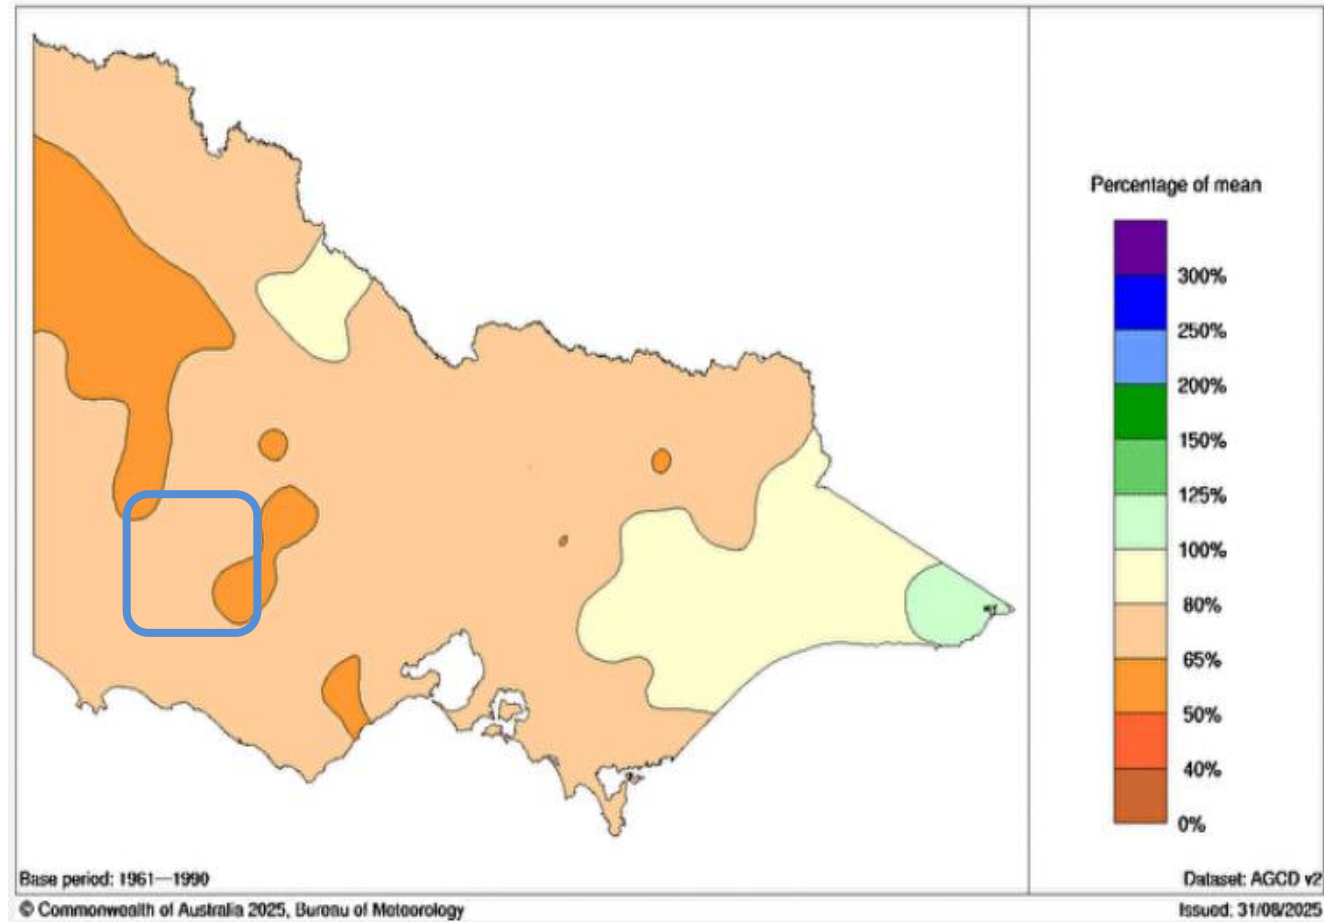 Percentage of mean
300%
250%
200%
150%
125%
100%
80%
65%
50%
40%
0%
Base period: 1961—1990
Dataset: AGCD v2
© Commonwealth of Australia 2025, Bureau of Meteorology
Issued: 31/08/2025